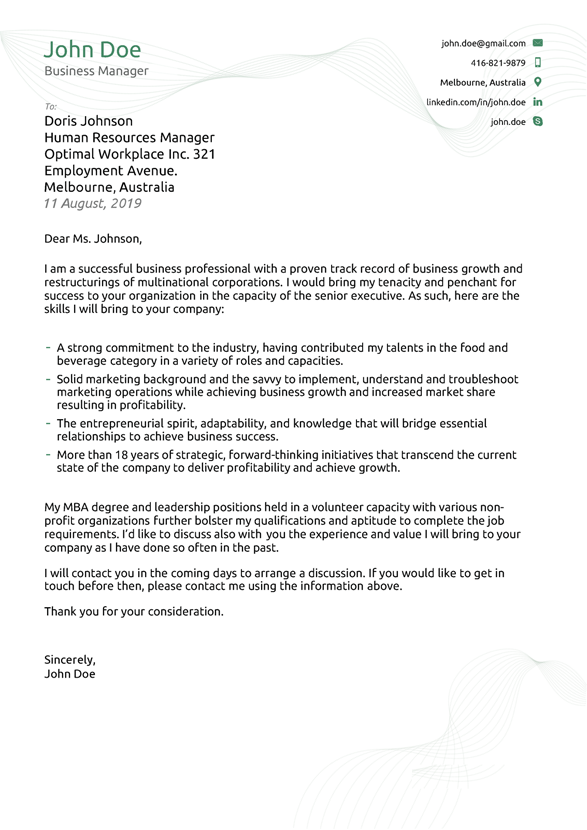 John Doe
Business Manager
john.doe@gmail.com
416-821-9879
Melbourne, Australia
linkedin.com/in/john.doe
john.doe
To:
Doris Johnson
Human Resources Manager
Optimal Workplace Inc. 321
Employment Avenue.
Melbourne, Australia
11 August, 2019
Dear Ms. Johnson,
I am a successful business professional with a proven track record of business growth and
restructurings of multinational corporations. I would bring my tenacity and penchant for
success to your organization in the capacity of the senior executive. As such, here are the
skills I will bring to your company:
- A strong commitment to the industry, having contributed my talents in the food and
beverage category in a variety of roles and capacities.
- Solid marketing background and the savvy to implement, understand and troubleshoot
marketing operations while achieving business growth and increased market share
resulting in profitability.
- The entrepreneurial spirit, adaptability, and knowledge that will bridge essential
relationships to achieve business success.
- More than 18 years of strategic, forward-thinking initiatives that transcend the current
state of the company to deliver profitability and achieve growth.
My MBA degree and leadership positions held in a volunteer capacity with various non-
profit organizations further bolster my qualifications and aptitude to complete the job
requirements. I'd like to discuss also with you the experience and value I will bring to your
company as I have done so often in the past.
I will contact you in the coming days to arrange a discussion. If you would like to get in
touch before then, please contact me using the information above.
Thank you for your consideration.
Sincerely,
John Doe